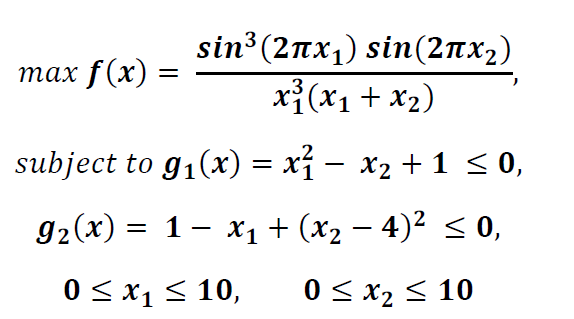 max f(x) = sin³(2πx₁) sin(2πx₂) / x₁³(x₁ + x₂),
subject to g₁(x) = x₁² − x₂ + 1 ≤ 0,
g₂(x) = 1 − x₁ + (x₂ − 4)² ≤ 0,
0 ≤ x₁ ≤ 10, 0 ≤ x₂ ≤ 10